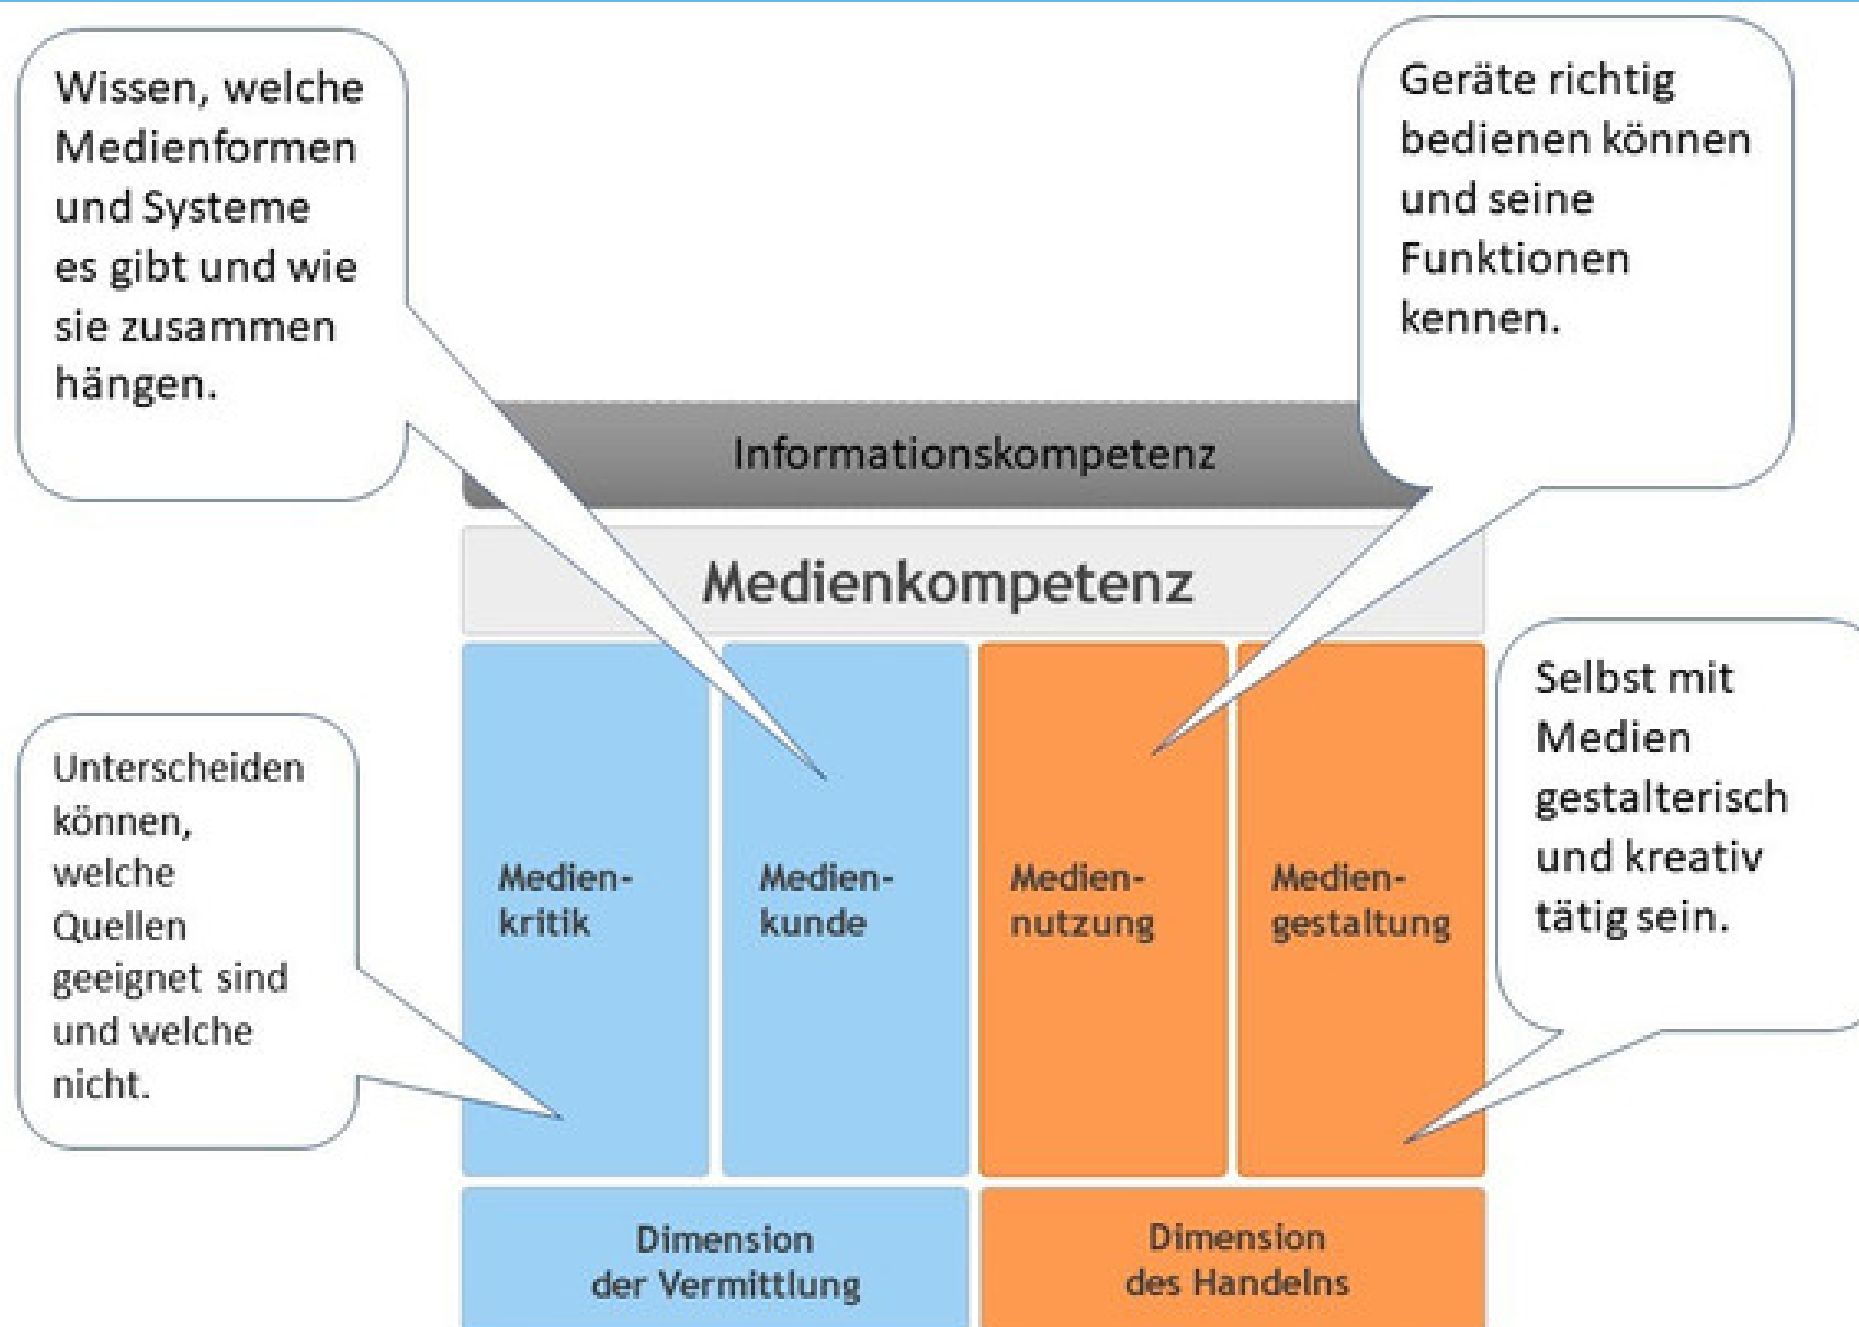 Wissen, welche
Medienformen
und Systeme
es gibt und wie
sie zusammen
hängen.
Geräte richtig
bedienen können
und seine
Funktionen
kennen.
Informationskompetenz
Medienkompetenz
Unterscheiden
können,
welche
Quellen
geeignet sind
und welche
nicht.
Medien-
kritik
Medien-
kunde
Medien-
nutzung
Medien-
gestaltung
Selbst mit
Medien
gestalterisch
und kreativ
tätig sein.
Dimension
der Vermittlung
Dimension
des Handelns